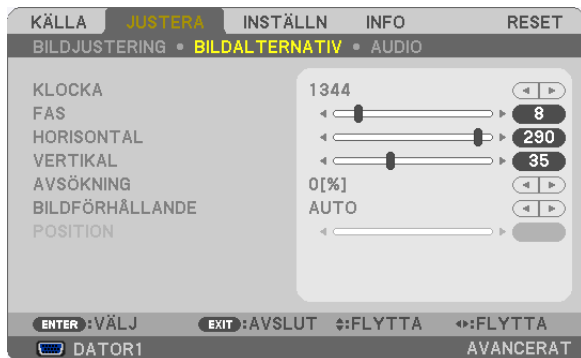 KÄLLA JUSTERA INSTÄLLN INFO RESET
BILDJUSTERING • BILDALTERNATIV • AUDIO
KLOCKA 1344
FAS 8
HORISONTAL 290
VERTIKAL 35
AVSÖKNING 0[%]
BILDFÖRHÅLLANDE AUTO
POSITION
ENTER :VÄLJ EXIT :AVSLUT :FLYTTA :FLYTTA
DATOR1 AVANCERAT